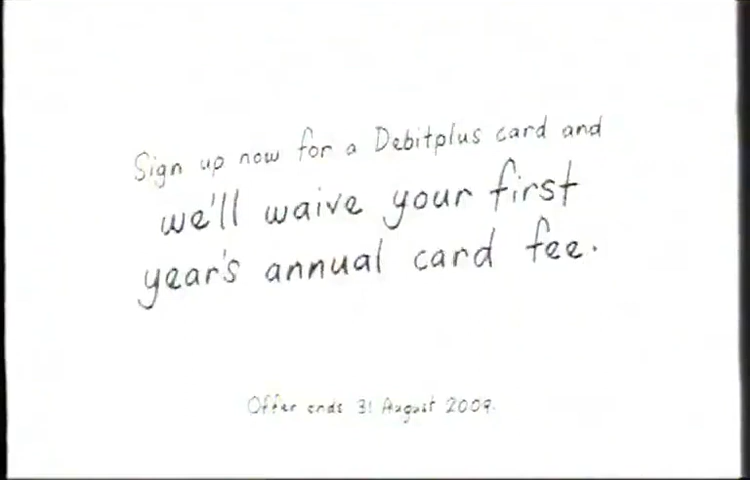 Sign up now for a Debitplus card and
we'll waive your first
year's annual card fee.
Offer ends 31 August 2009.